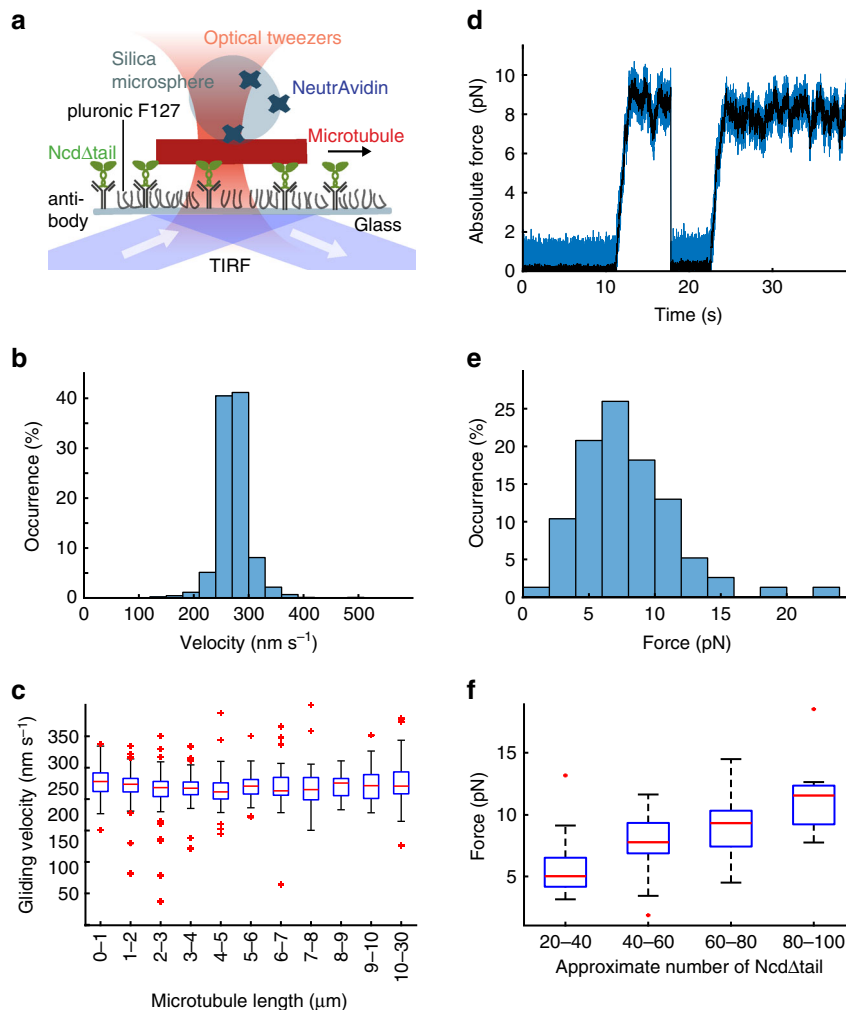 a
Optical tweezers
Silica
microsphere
NeutrAvidin
pluronic F127
Microtubule
NcdΔtail
anti-
body
Glass
TIRF
b
Occurrence (%)
40
30
20
10
0
0 100 200 300 400 500
Velocity (nm s⁻¹)
c
Gliding velocity (nm s⁻¹)
350
300
250
200
150
100
50
0–1 1–2 2–3 3–4 4–5 5–6 6–7 7–8 8–9 9–10 10–30
Microtubule length (μm)
d
Absolute force (pN)
10
8
6
4
2
0
0 10 20 30
Time (s)
e
Occurrence (%)
25
20
15
10
5
0
5 10 15 20
Force (pN)
f
Force (pN)
15
10
5
20–40 40–60 60–80 80–100
Approximate number of NcdΔtail